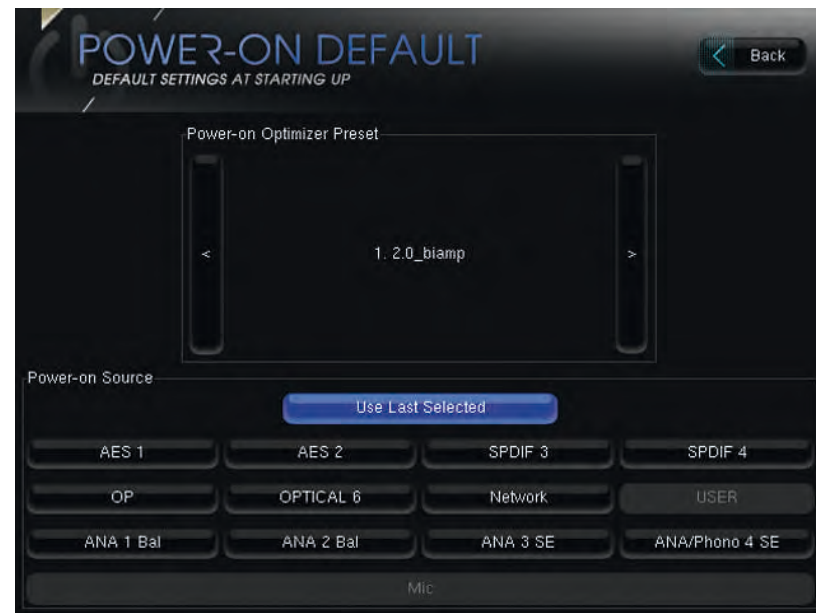 POWER-ON DEFAULT
DEFAULT SETTINGS AT STARTING UP
Back
Power-on Optimizer Preset
<
1. 2.0_biamp
>
Power-on Source
Use Last Selected
AES 1
AES 2
SPDIF 3
SPDIF 4
OP
OPTICAL 6
Network
USER
ANA 1 Bal
ANA 2 Bal
ANA 3 SE
ANA/Phono 4 SE
Mic